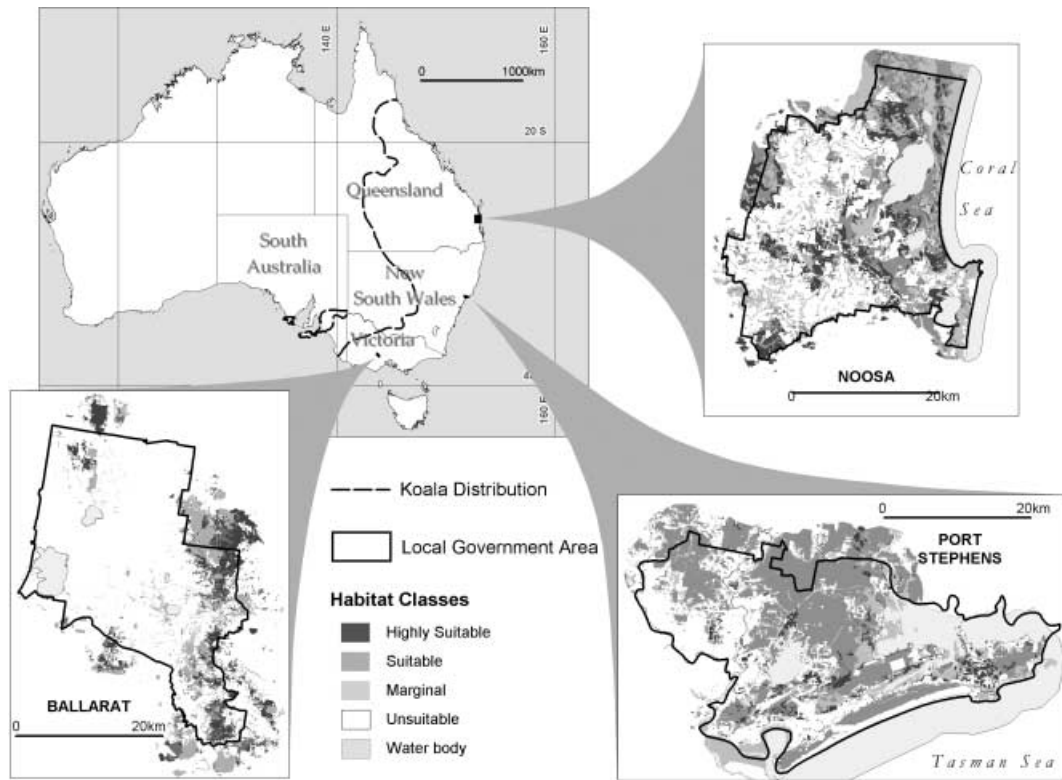 140 E
160 E
0 1000km
20 S
Queensland
South
Australia
New
South Wales
Victoria
4
160 E
Coral
Sea
NOOSA
0 20km
Koala Distribution
Local Government Area
Habitat Classes
Highly Suitable
Suitable
Marginal
Unsuitable
Water body
BALLARAT
0 20km
0 20km
PORT
STEPHENS
Tasman Sea